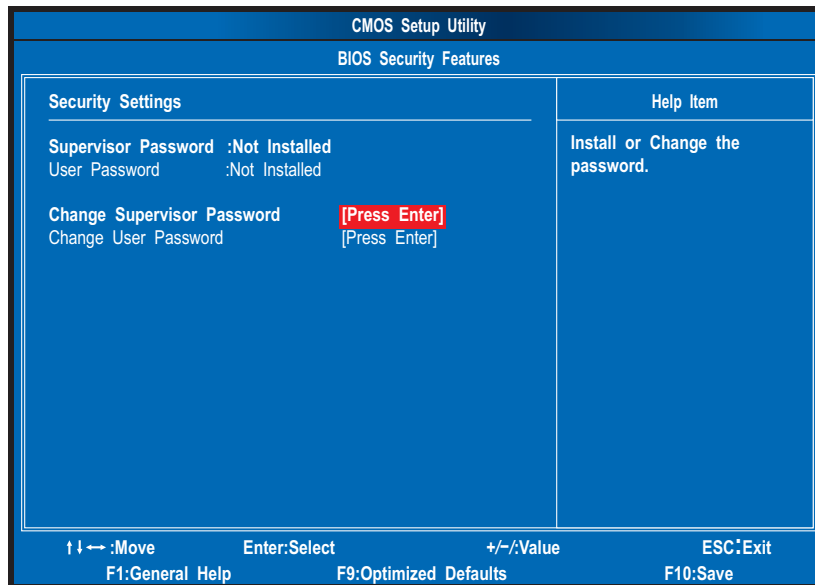 CMOS Setup Utility
BIOS Security Features
Security Settings
Help Item
Supervisor Password :Not Installed
User Password :Not Installed
Install or Change the
password.
Change Supervisor Password [Press Enter]
Change User Password [Press Enter]
↑↓↔ :Move Enter:Select +/−/:Value ESC:Exit
F1:General Help F9:Optimized Defaults F10:Save